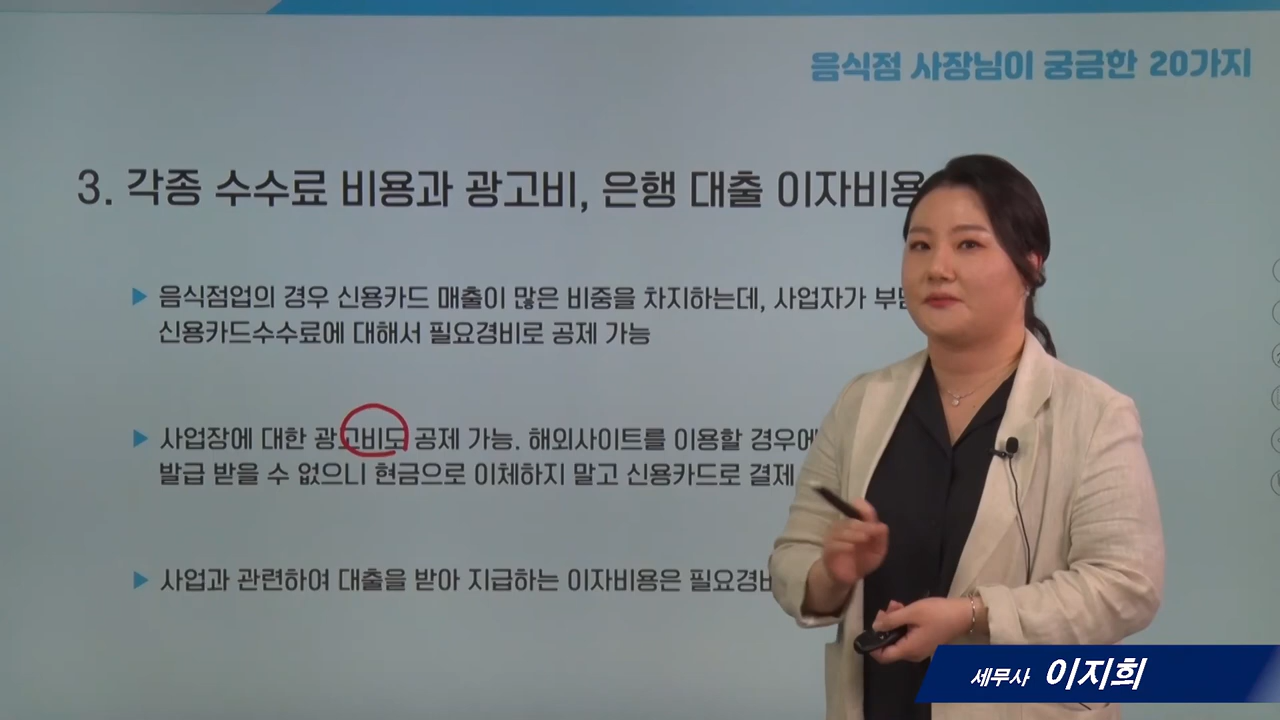 음식점 사장님이 궁금한 20가지
3. 각종 수수료 비용과 광고비, 은행 대출 이자비용
▶ 음식점업의 경우 신용카드 매출이 많은 비중을 차지하는데, 사업자가
신용카드수수료에 대해서 필요경비로 공제 가능
▶ 사업장에 대한 광고비도 공제 가능. 해외사이트를 이용할 경우에
발급 받을 수 없으니 현금으로 이체하지 말고 신용카드로 결제
▶ 사업과 관련하여 대출을 받아 지급하는 이자비용은
세무사 이지희